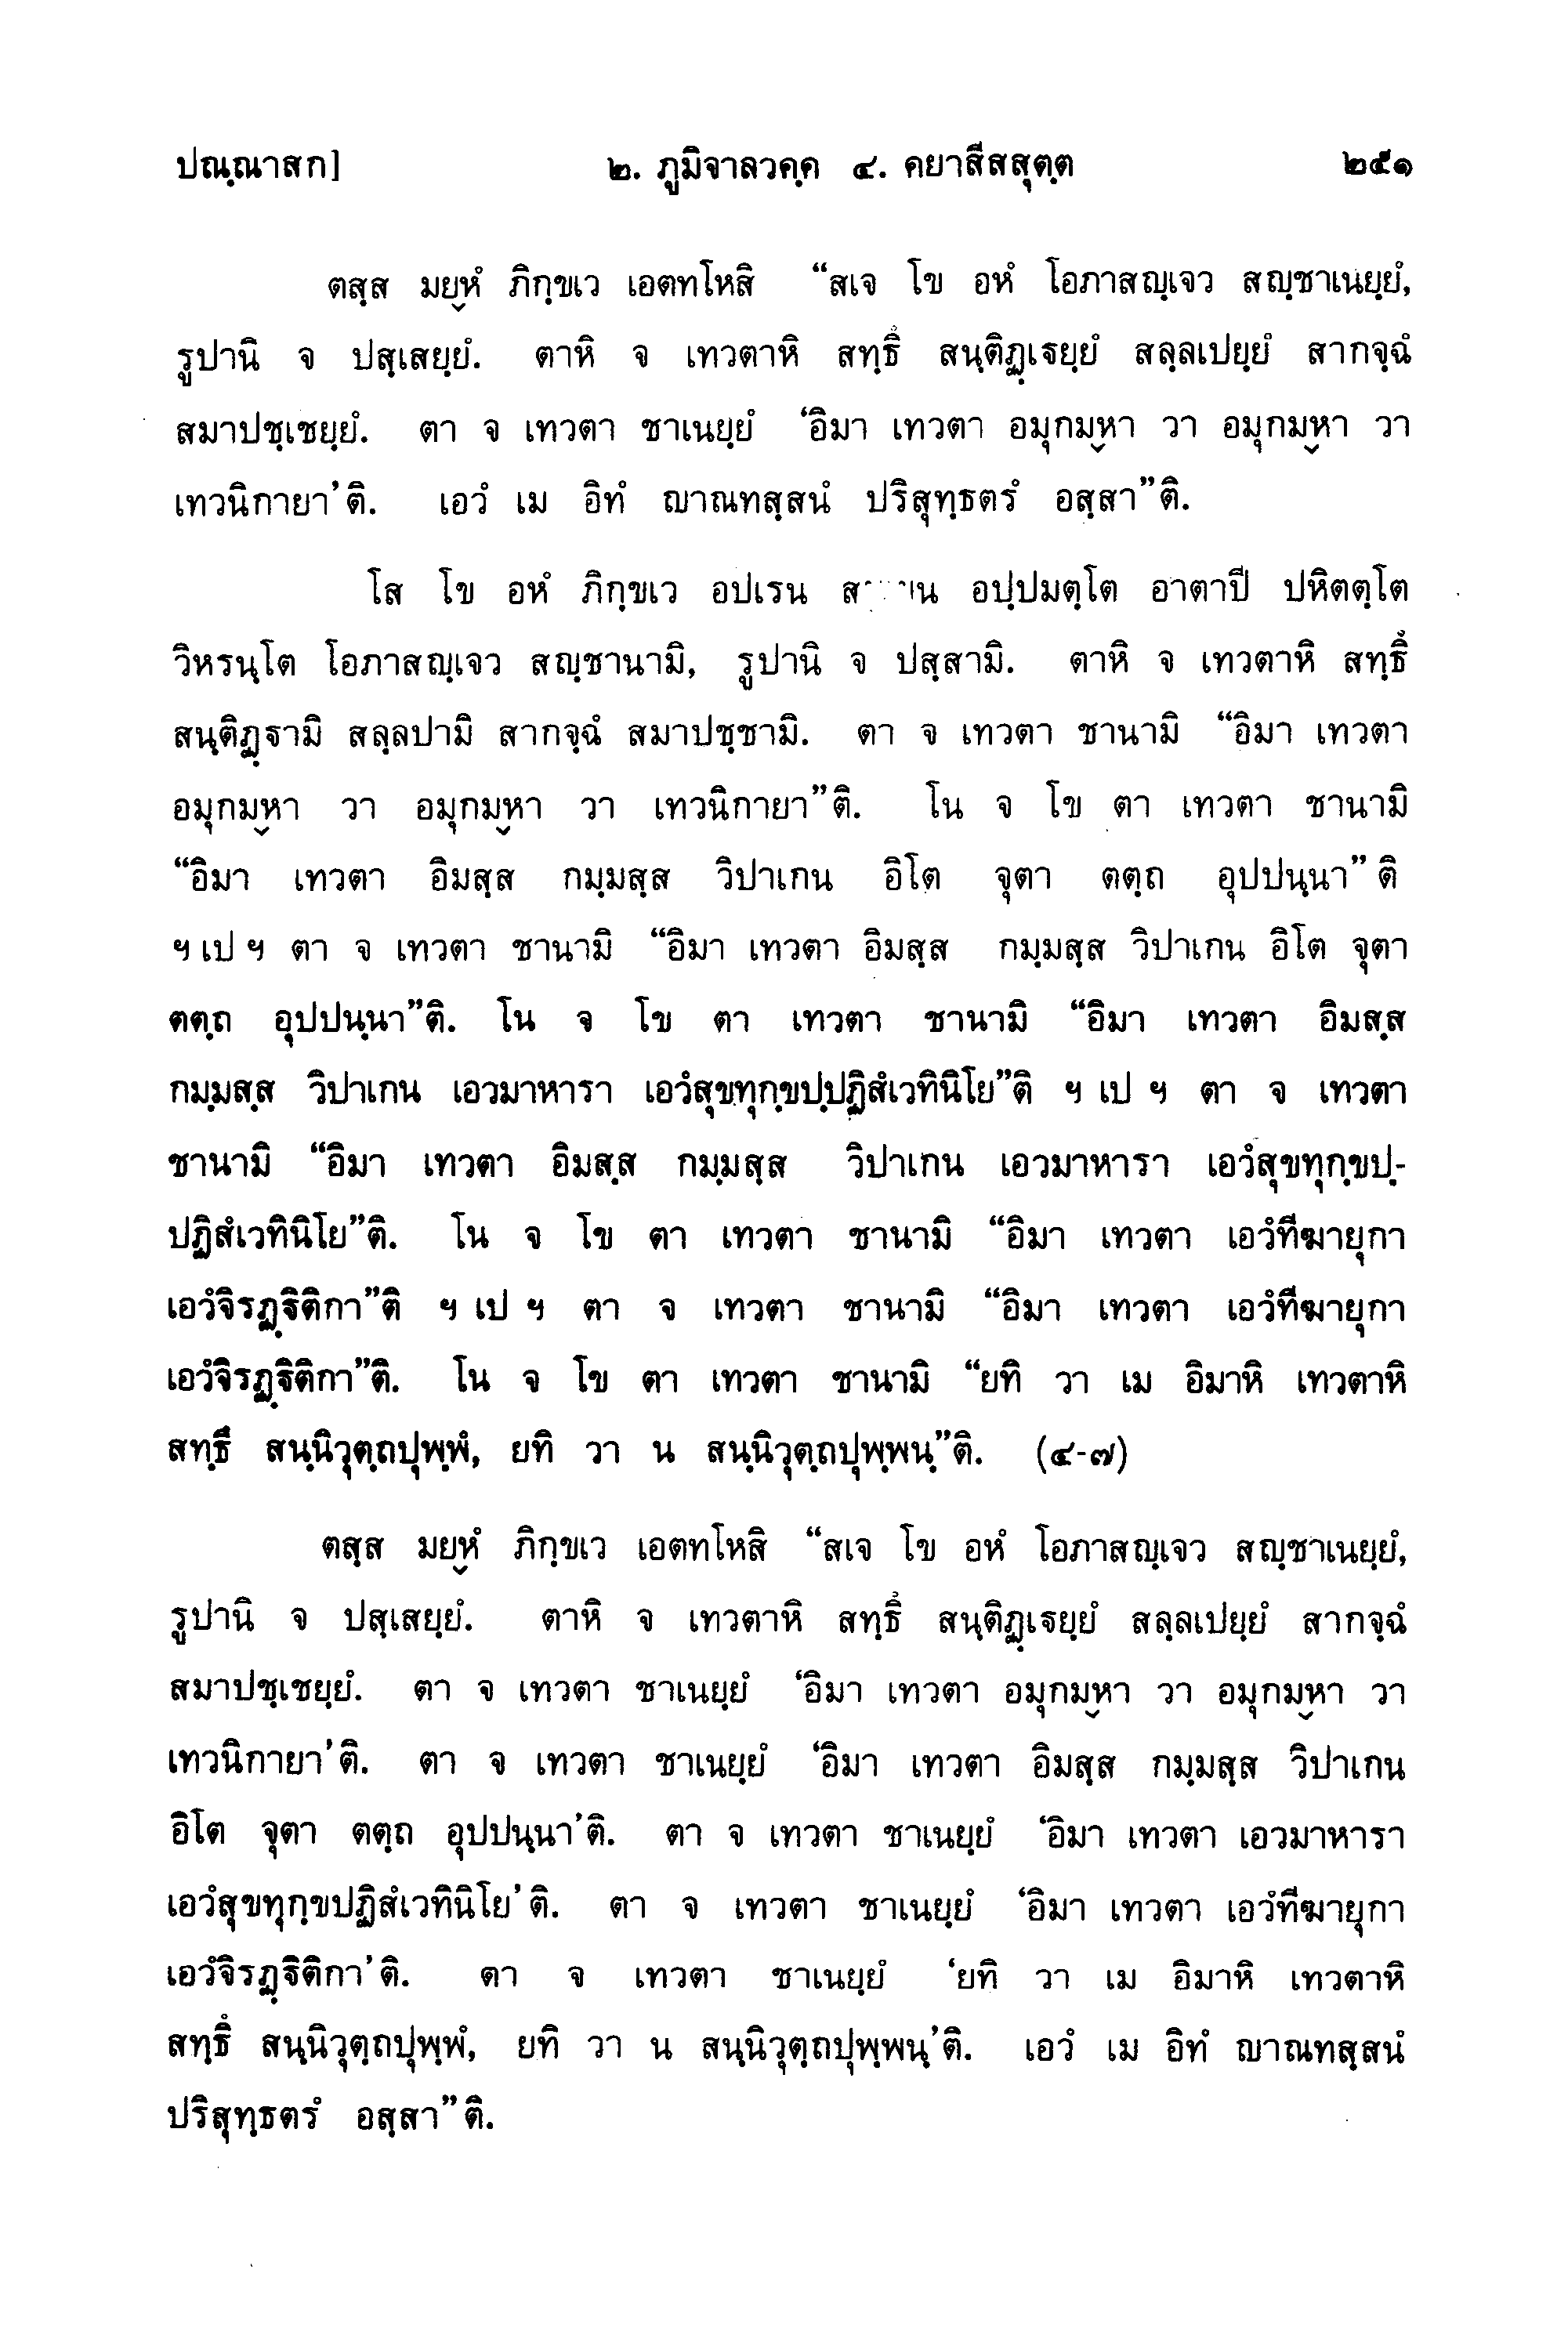 ปณฺณาสก]	๒. ภูมิจาลวคฺค ๔. คยาสีสสุตฺต	๒๕๑
ตสฺส มยฺหํ ภิกฺขเว เอตทโหสิ “สเจ โข อหํ โอภาสญฺเจว สญฺชาเนยฺยํ,
รูปานิ จ ปสฺเสยฺยํ. ตาหิ จ เทวตาหิ สทฺธึ สนฺติฏฺเฐยฺยํ สลฺลเปยฺยํ สากจฺฉํ
สมาปชฺเชยฺยํ. ตา จ เทวตา ชาเนยฺยํ ‘อิมา เทวตา อมุกมฺหา วา อมุกมฺหา วา
เทวนิกายา’ติ. เอวํ เม อิทํ ญาณทสฺสนํ ปริสุทฺธตรํ อสฺสา”ติ.
โส โข อหํ ภิกฺขเว อปเรน อปฺปมตฺโต อาตาปี ปหิตตฺโต
วิหรนฺโต โอภาสญฺเจว สญฺชานามิ, รูปานิ จ ปสฺสามิ. ตาหิ จ เทวตาหิ สทฺธึ
สนฺติฏฺฐามิ สลฺลปามิ สากจฺฉํ สมาปชฺชามิ. ตา จ เทวตา ชานามิ “อิมา เทวตา
อมุกมฺหา วา อมุกมฺหา วา เทวนิกายา”ติ. โน จ โข ตา เทวตา ชานามิ
“อิมา เทวตา อิมสฺส กมฺมสฺส วิปาเกน อิโต จุตา ตตฺถ อุปปนฺนา” ติ
ฯ เป ฯ ตา จ เทวตา ชานามิ “อิมา เทวตา อิมสฺส กมฺมสฺส วิปาเกน อิโต จุตา
ตตฺถ อุปปนฺนา”ติ. โน จ โข ตา เทวตา ชานามิ “อิมา เทวตา อิมสฺส
กมฺมสฺส วิปาเกน เอวมาหารา เอวํสุขทุกฺขปฺปฏิสํเวทินิโย”ติ ฯ เป ฯ ตา จ เทวตา
ชานามิ “อิมา เทวตา อิมสฺส กมฺมสฺส วิปาเกน เอวมาหารา เอวํสุขทุกฺขปฺ-
ปฏิสํเวทินิโย”ติ. โน จ โข ตา เทวตา ชานามิ “อิมา เทวตา เอวํทีฆายุกา
เอวํจิรฏฺฐิติกา”ติ ฯ เป ฯ ตา จ เทวตา ชานามิ “อิมา เทวตา เอวํทีฆายุกา
เอวํจิรฏฺฐิติกา”ติ. โน จ โข ตา เทวตา ชานามิ “ยทิ วา เม อิมาหิ เทวตาหิ
สทฺธึ สนฺนิวุตฺถปุพฺพํ, ยทิ วา น สนฺนิวุตฺถปุพฺพนฺ”ติ. (๔-๗)
ตสฺส มยฺหํ ภิกฺขเว เอตทโหสิ “สเจ โข อหํ โอภาสญฺเจว สญฺชาเนยฺยํ,
รูปานิ จ ปสฺเสยฺยํ. ตาหิ จ เทวตาหิ สทฺธึ สนฺติฏฺเฐยฺยํ สลฺลเปยฺยํ สากจฺฉํ
สมาปชฺเชยฺยํ. ตา จ เทวตา ชาเนยฺยํ ‘อิมา เทวตา อมุกมฺหา วา อมุกมฺหา วา
เทวนิกายา’ติ. ตา จ เทวตา ชาเนยฺยํ ‘อิมา เทวตา อิมสฺส กมฺมสฺส วิปาเกน
อิโต จุตา ตตฺถ อุปปนฺนา’ติ. ตา จ เทวตา ชาเนยฺยํ ‘อิมา เทวตา เอวมาหารา
เอวํสุขทุกฺขปฏิสํเวทินิโย’ติ. ตา จ เทวตา ชาเนยฺยํ ‘อิมา เทวตา เอวํทีฆายุกา
เอวํจิรฏฺฐิติกา’ติ. ตา จ เทวตา ชาเนยฺยํ ‘ยทิ วา เม อิมาหิ เทวตาหิ
สทฺธึ สนฺนิวุตฺถปุพฺพํ, ยทิ วา น สนฺนิวุตฺถปุพฺพนฺ’ติ. เอวํ เม อิทํ ญาณทสฺสนํ
ปริสุทฺธตรํ อสฺสา”ติ.